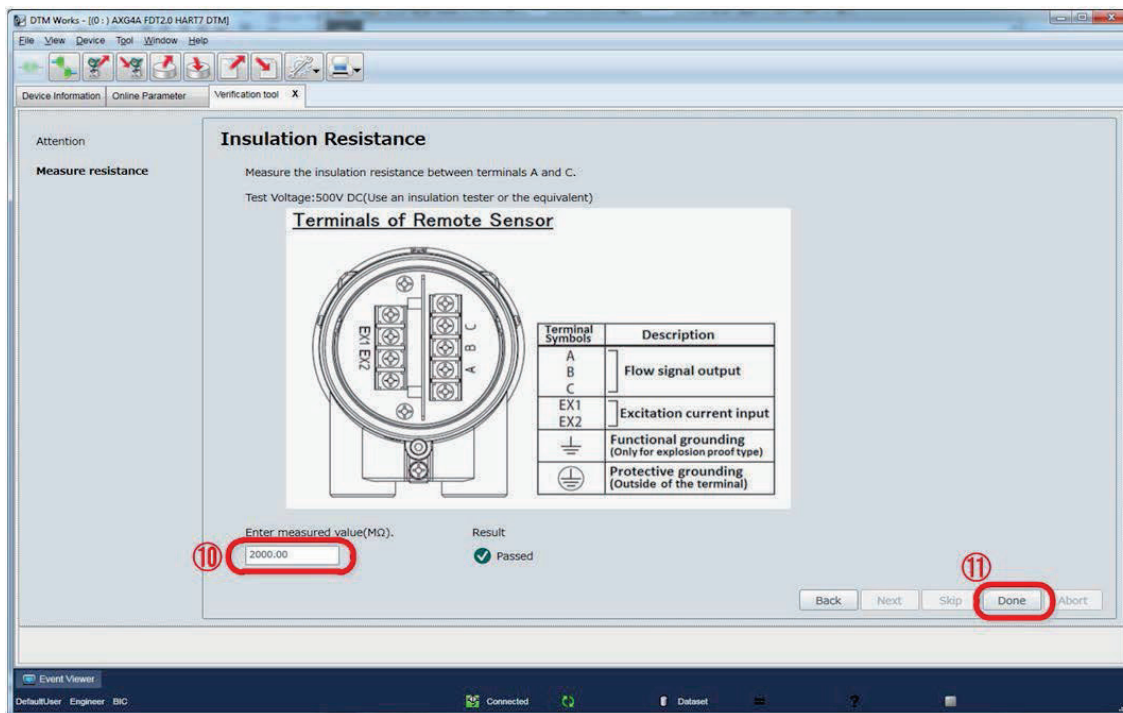 DTM Works - [(0 : ) AXG4A FDT2.0 HART7 DTM]
File View Device Tool Window Help
Device Information Online Parameter Verification tool X
Attention
Measure resistance
Insulation Resistance
Measure the insulation resistance between terminals A and C.
Test Voltage:500V DC(Use an insulation tester or the equivalent)
Terminals of Remote Sensor
EX1 EX2
A B C
Terminal Symbols Description
A
B
C
Flow signal output
EX1
EX2
Excitation current input
Functional grounding
(Only for explosion proof type)
Protective grounding
(Outside of the terminal)
Enter measured value(MΩ). Result
⑩ 2000.00 Passed
⑪
Back Next Skip Done Abort
Event Viewer
DefaultUser Engineer BIC Connected Dataset = ?